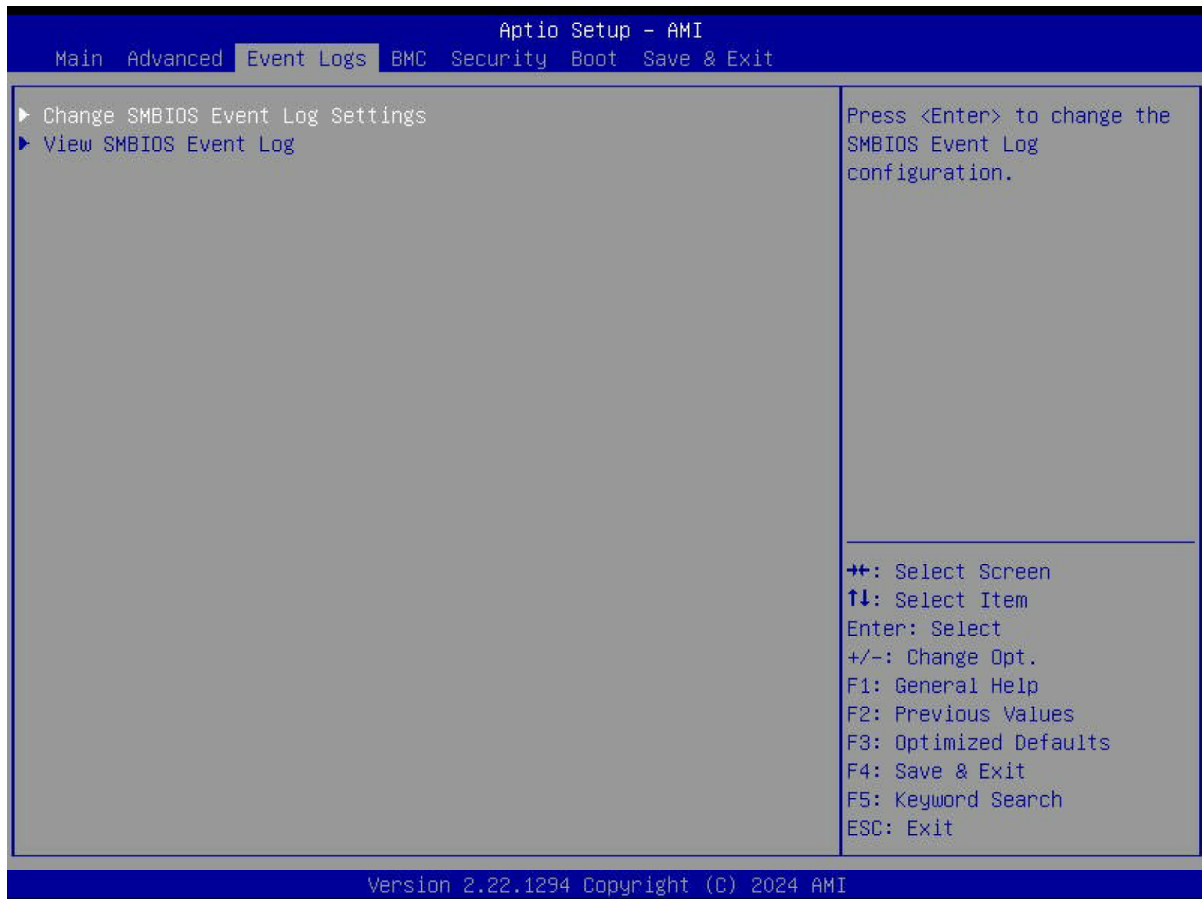 Aptio Setup – AMI
Main Advanced Event Logs BMC Security Boot Save & Exit
▶ Change SMBIOS Event Log Settings
▶ View SMBIOS Event Log
Press <Enter> to change the
SMBIOS Event Log
configuration.
→←: Select Screen
↑↓: Select Item
Enter: Select
+/-: Change Opt.
F1: General Help
F2: Previous Values
F3: Optimized Defaults
F4: Save & Exit
F5: Keyword Search
ESC: Exit
Version 2.22.1294 Copyright (C) 2024 AMI